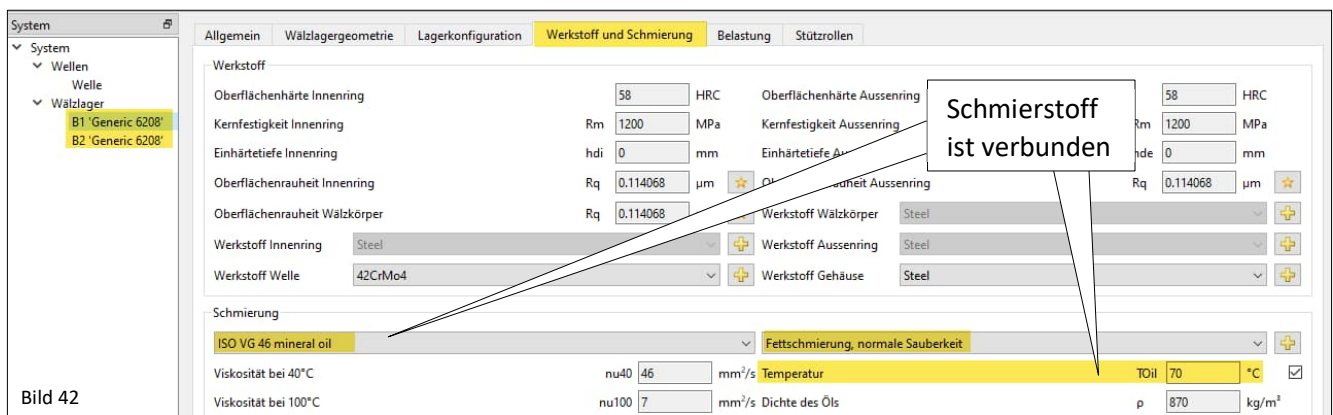 System
System
Wellen
Welle
Wälzlager
B1 'Generic 6208'
B2 'Generic 6208'
Allgemein Wälzlagergeometrie Lagerkonfiguration Werkstoff und Schmierung Belastung Stützrollen
Werkstoff
Oberflächenhärte Innenring 58 HRC Oberflächenhärte Aussenring 58 HRC
Kernfestigkeit Innenring Rm 1200 MPa Kernfestigkeit Aussenring Rm 1200 MPa
Einhärtetiefe Innenring hdi 0 mm Einhärtetiefe hde 0 mm
Oberflächenrauheit Innenring Rq 0.114068 µm Aussenring Rq 0.114068 µm
Oberflächenrauheit Wälzkörper Rq 0.114068 Werkstoff Wälzkörper Steel
Werkstoff Innenring Steel Werkstoff Aussenring Steel
Werkstoff Welle 42CrMo4 Werkstoff Gehäuse Steel
Schmierstoff
ist verbunden
Schmierung
ISO VG 46 mineral oil Fettschmierung, normale Sauberkeit
Viskosität bei 40°C nu40 46 mm²/s Temperatur TOil 70 °C
Viskosität bei 100°C nu100 7 mm²/s Dichte des Öls ρ 870 kg/m³
Bild 42